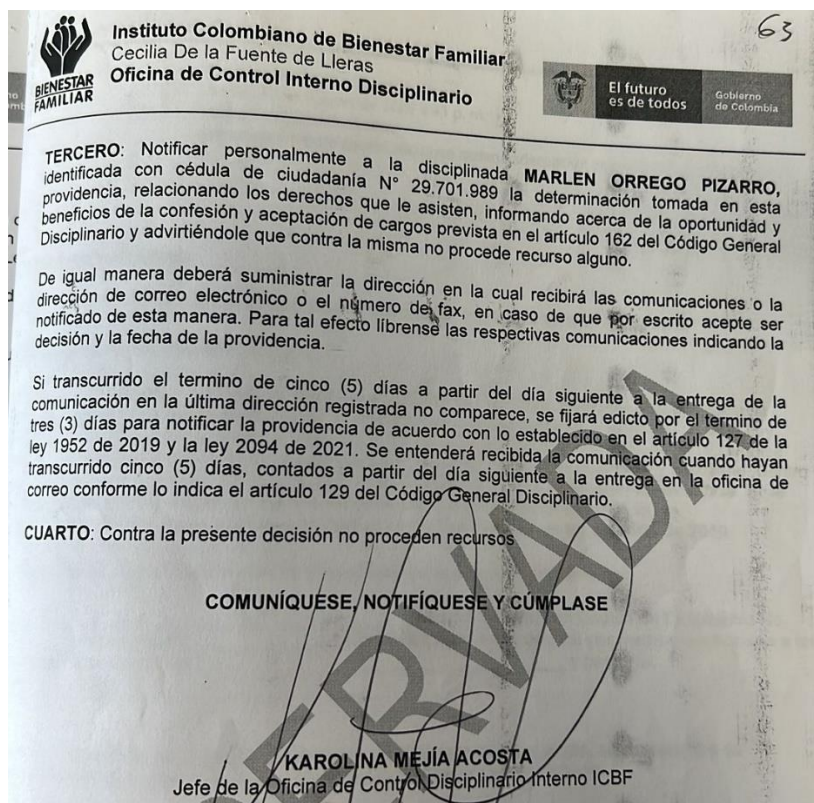 63
Instituto Colombiano de Bienestar Familiar
Cecilia De la Fuente de Lleras
Oficina de Control Interno Disciplinario
BIENESTAR
FAMILIAR
El futuro
es de todos
Gobierno
de Colombia
TERCERO: Notificar personalmente a la disciplinada MARLEN ORREGO PIZARRO,
identificada con cédula de ciudadanía N° 29.701.989 la determinación tomada en esta
providencia, relacionando los derechos que le asisten, informando acerca de la oportunidad y
beneficios de la confesión y aceptación de cargos prevista en el artículo 162 del Código General
Disciplinario y advirtiéndole que contra la misma no procede recurso alguno.
De igual manera deberá suministrar la dirección en la cual recibirá las comunicaciones o la
dirección de correo electrónico o el número de fax, en caso de que por escrito acepte ser
notificado de esta manera. Para tal efecto líbrense las respectivas comunicaciones indicando la
decisión y la fecha de la providencia.
Si transcurrido el termino de cinco (5) días a partir del día siguiente a la entrega de la
comunicación en la última dirección registrada no comparece, se fijará edicto por el termino de
tres (3) días para notificar la providencia de acuerdo con lo establecido en el artículo 127 de la
ley 1952 de 2019 y la ley 2094 de 2021. Se entenderá recibida la comunicación cuando hayan
transcurrido cinco (5) días, contados a partir del día siguiente a la entrega en la oficina de
correo conforme lo indica el artículo 129 del Código General Disciplinario.
CUARTO: Contra la presente decisión no proceden recursos
COMUNÍQUESE, NOTIFÍQUESE Y CÚMPLASE
ERVADA
KAROLINA MEJÍA ACOSTA
Jefe de la Oficina de Control Disciplinario Interno ICBF